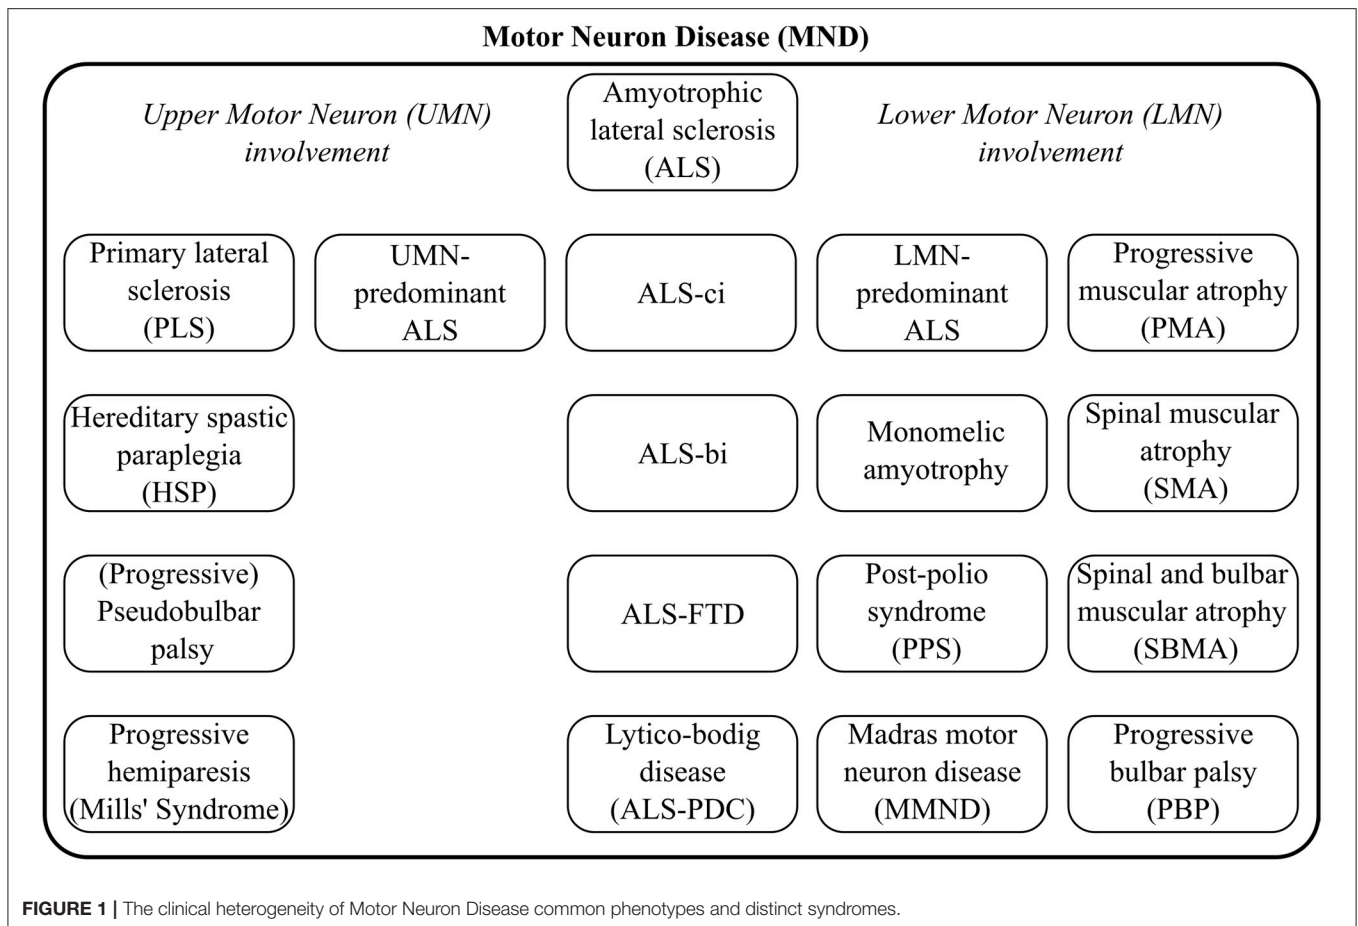 Motor Neuron Disease (MND)
Upper Motor Neuron (UMN)
involvement
Amyotrophic
lateral sclerosis
(ALS)
Lower Motor Neuron (LMN)
involvement
Primary lateral
sclerosis
(PLS)
UMN-
predominant
ALS
ALS-ci
LMN-
predominant
ALS
Progressive
muscular atrophy
(PMA)
Hereditary spastic
paraplegia
(HSP)
ALS-bi
Monomelic
amyotrophy
Spinal muscular
atrophy
(SMA)
(Progressive)
Pseudobulbar
palsy
ALS-FTD
Post-polio
syndrome
(PPS)
Spinal and bulbar
muscular atrophy
(SBMA)
Progressive
hemiparesis
(Mills' Syndrome)
Lytico-bodig
disease
(ALS-PDC)
Madras motor
neuron disease
(MMND)
Progressive
bulbar palsy
(PBP)
FIGURE 1 | The clinical heterogeneity of Motor Neuron Disease common phenotypes and distinct syndromes.